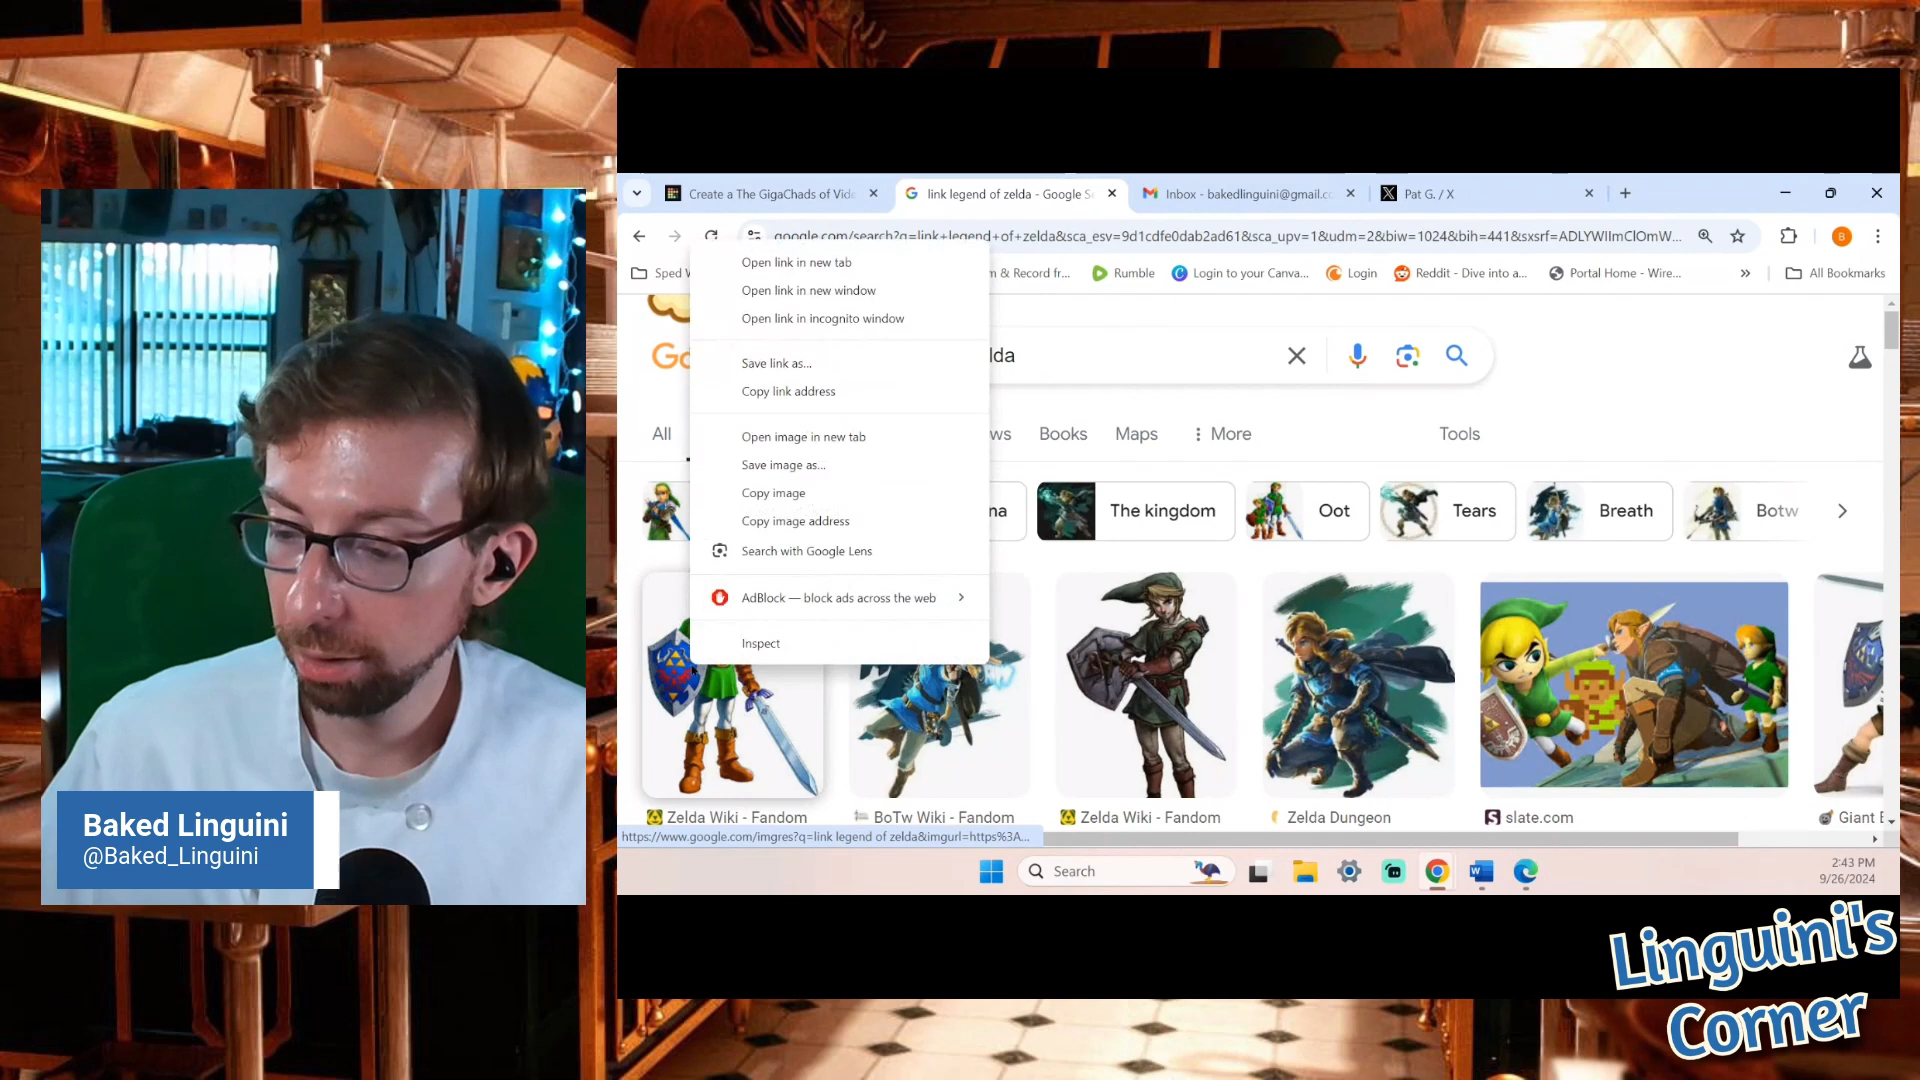 Create a The GigaChads of Vide
link legend of zelda - Google Se
Inbox - bakedlinguini@gmail.co
Pat G. / X
google.com/search?q=link+legend+of+zelda&sca_esv=9d1cdfe0dab2ad61&sca_upv=1&udm=2&biw=1024&bih=441&sxsrf=ADLYWIImClOmW...
B
Sped
m & Record fr...
Rumble
Login to your Canva...
Login
Reddit - Dive into a...
Portal Home - Wire...
All Bookmarks
Open link in new tab
Open link in new window
Open link in incognito window
Save link as...
Copy link address
Open image in new tab
Save image as...
Copy image
Copy image address
Search with Google Lens
AdBlock — block ads across the web
Inspect
Go
lda
All
ws
Books
Maps
More
Tools
na
The kingdom
Oot
Tears
Breath
Botw
Zelda Wiki - Fandom
BoTw Wiki - Fandom
Zelda Wiki - Fandom
Zelda Dungeon
slate.com
Giant
https://www.google.com/imgres?q=link legend of zelda&imgurl=https%3A...
Search
2:43 PM
9/26/2024
Baked Linguini
@Baked_Linguini
Linguini's
Corner